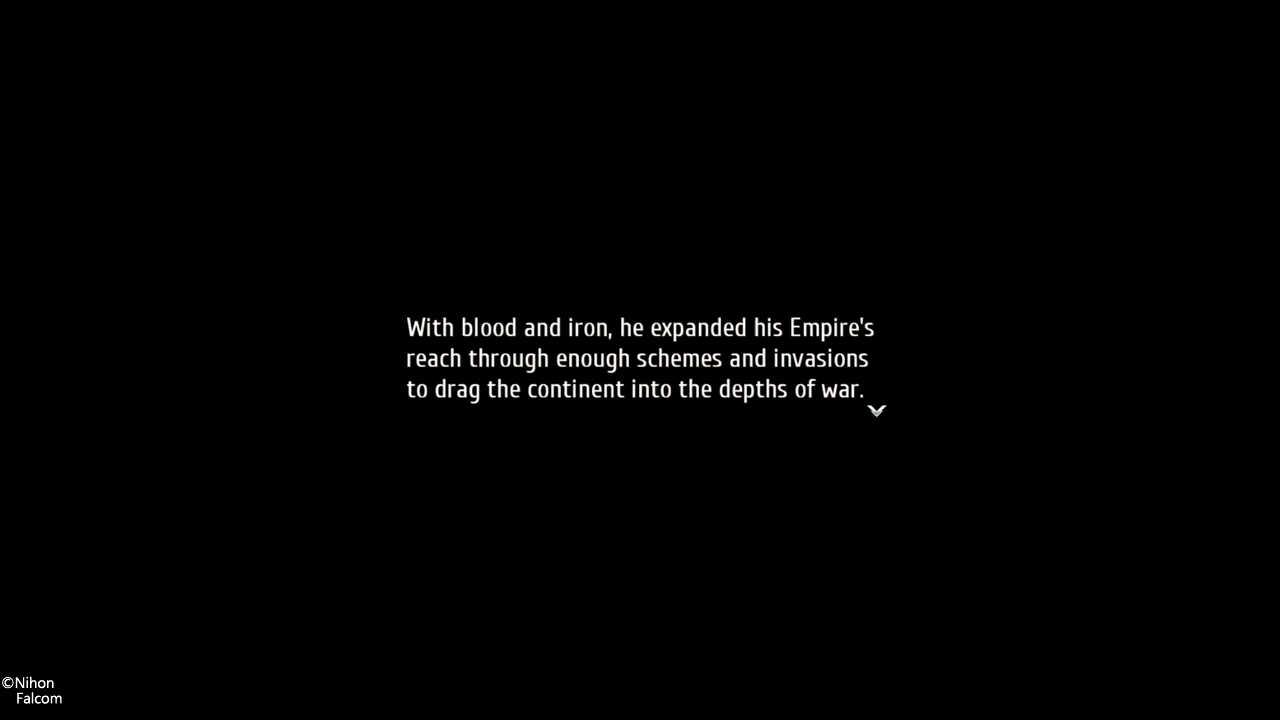 With blood and iron, he expanded his Empire's
reach through enough schemes and invasions
to drag the continent into the depths of war.
©Nihon
Falcom